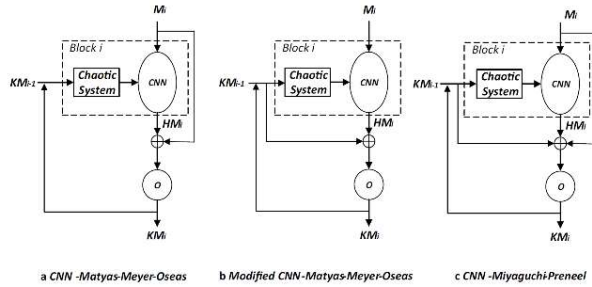 Mi
Block i
KMi-1
Chaotic System
CNN
HMi
O
KMi
a CNN -Matyas-Meyer-Oseas
Mi
Block i
KMi-1
Chaotic System
CNN
HMi
O
KMi
b Modified CNN-Matyas-Meyer-Oseas
Mi
Block i
KMi-1
Chaotic System
CNN
HMi
O
KMi
c CNN -Miyaguchi-Preneel